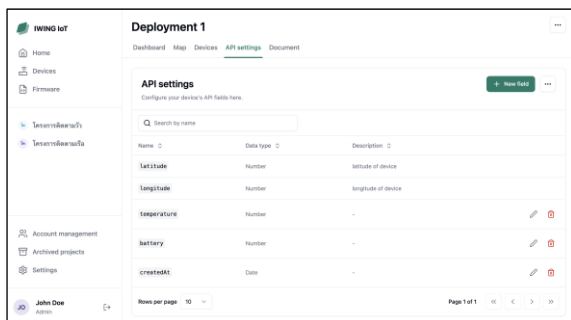 IWING IoT
Home
Devices
Firmware
โครงการติดตามวัว
โครงการติดตามเรือ
Account management
Archived projects
Settings
JD
John Doe
Admin
Deployment 1
Dashboard Map Devices API settings Document
API settings
Configure your device's API fields here.
+ New field
Search by name
Name Data type Description
latitude Number latitude of device
longitude Number longitude of device
temperature Number -
battery Number -
createdAt Date -
Rows per page 10
Page 1 of 1